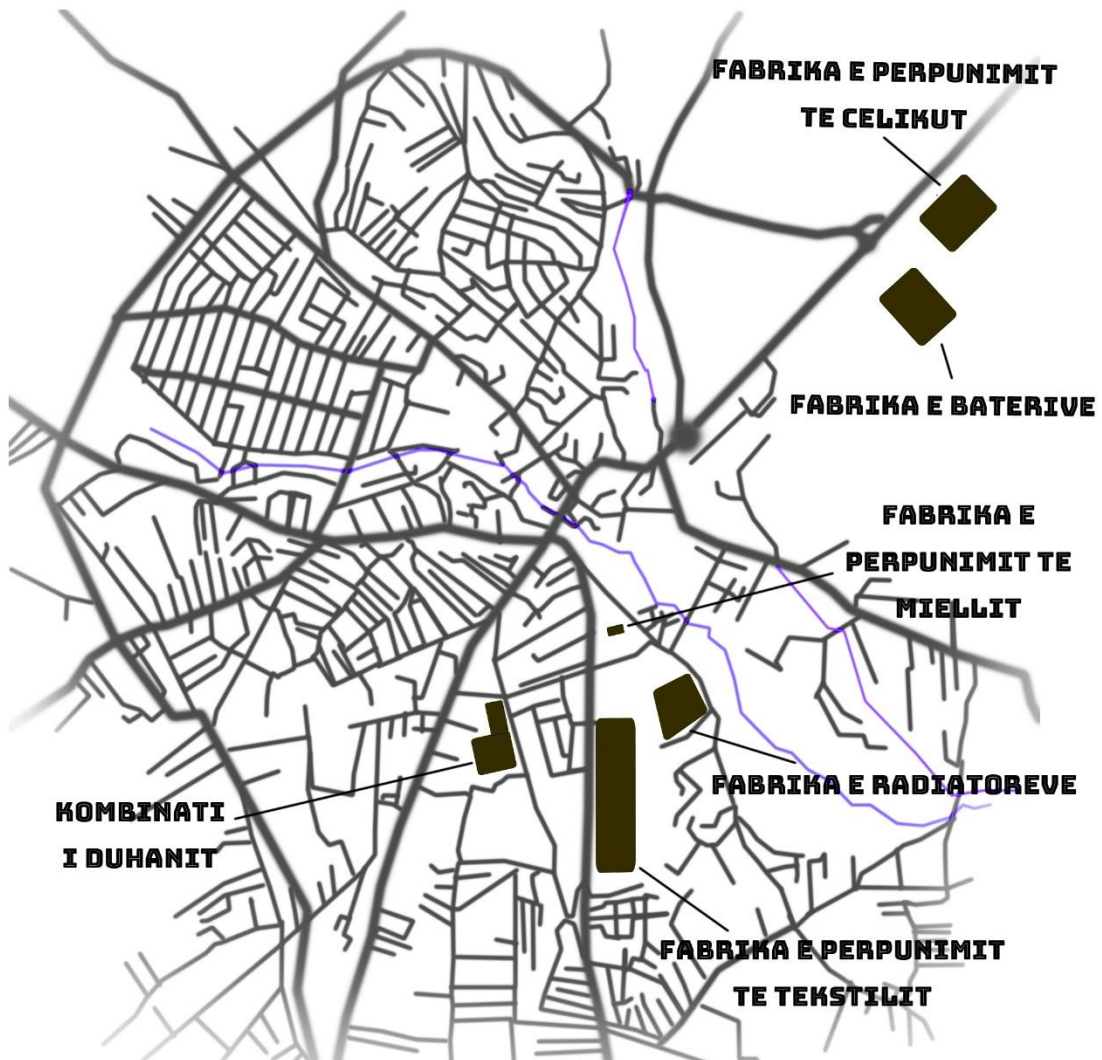 FABRIKA E PERPUNIMIT
TE CELIKUT
FABRIKA E BATERIVE
FABRIKA E
PERPUNIMIT TE
MIELLIT
FABRIKA E RADIATOREVE
KOMBINATI
I DUHANIT
FABRIKA E PERPUNIMIT
TE TEKSTILIT